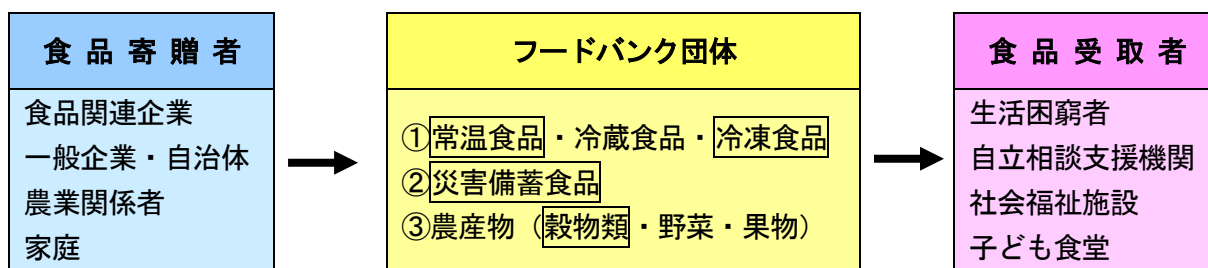 食品寄贈者
食品関連企業
一般企業・自治体
農業関係者
家庭
フードバンク団体
①常温食品・冷蔵食品・冷凍食品
②災害備蓄食品
③農産物（穀物類・野菜・果物）
食品受取者
生活困窮者
自立相談支援機関
社会福祉施設
子ども食堂